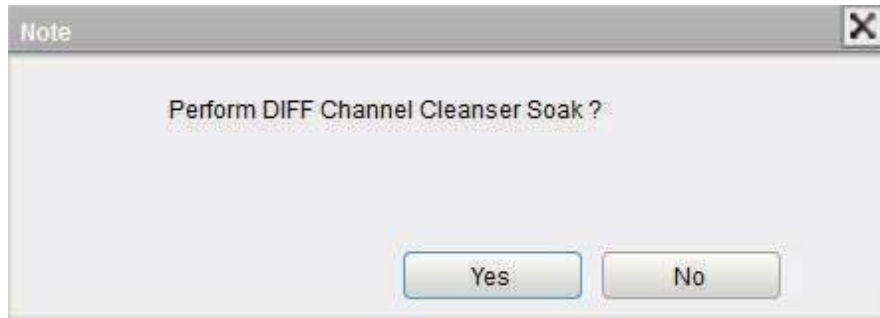 Note
Perform DIFF Channel Cleanser Soak ?
Yes No